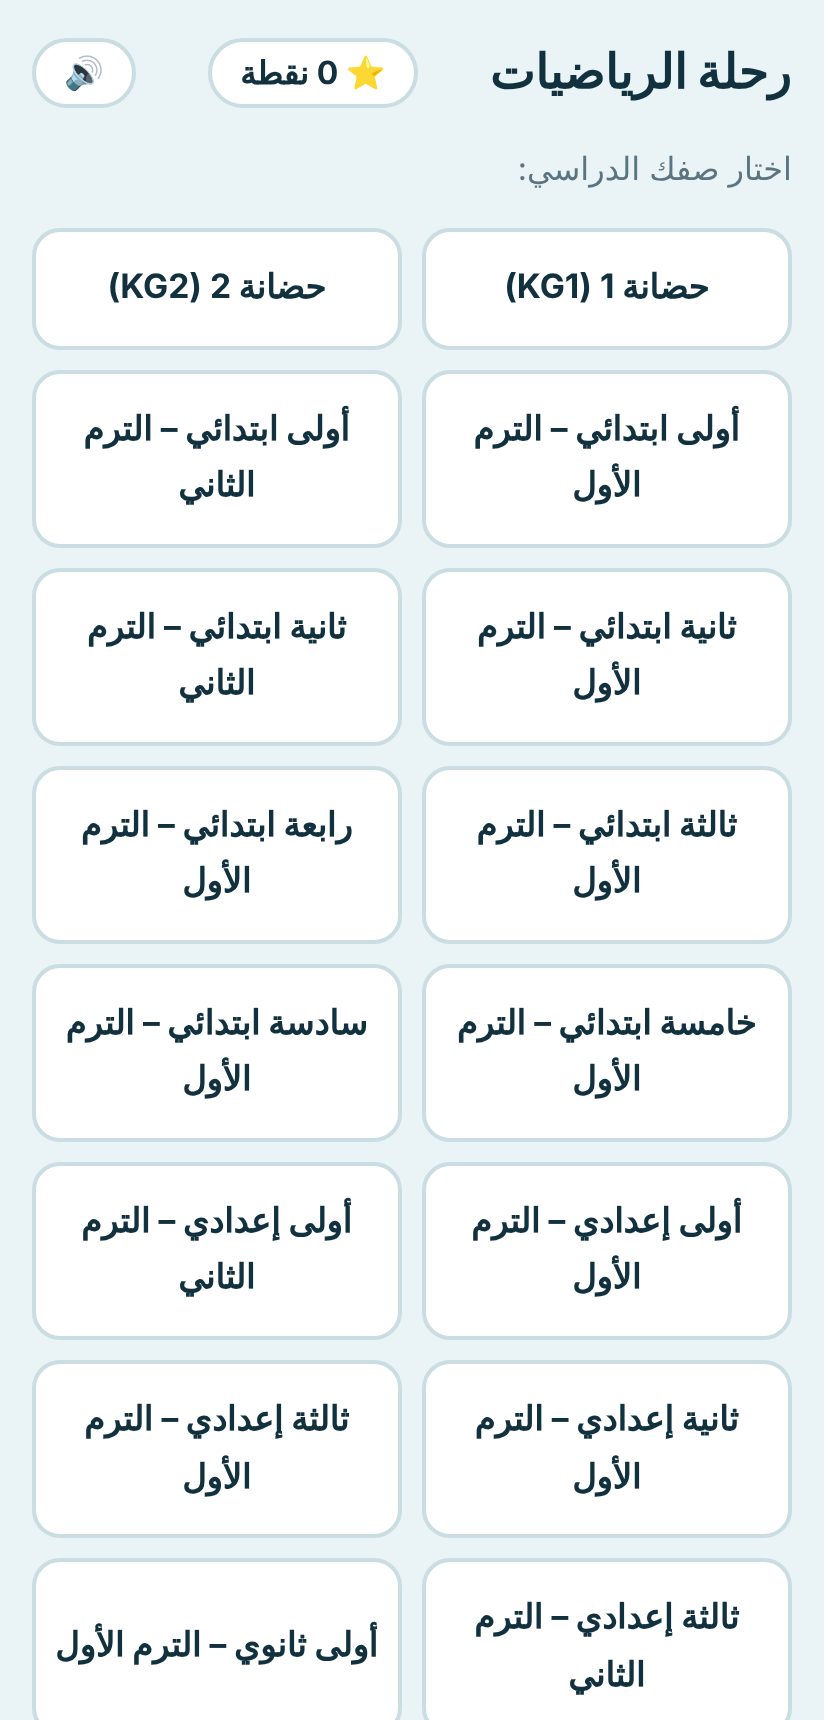 رحلة الرياضيات
⭐ 0 نقطة
🔊
اختار صفك الدراسي:
حضانة 1 (KG1)
حضانة 2 (KG2)
أولى ابتدائي – الترم
الأول
أولى ابتدائي – الترم
الثاني
ثانية ابتدائي – الترم
الأول
ثانية ابتدائي – الترم
الثاني
ثالثة ابتدائي – الترم
الأول
رابعة ابتدائي – الترم
الأول
خامسة ابتدائي – الترم
الأول
سادسة ابتدائي – الترم
الأول
أولى إعدادي – الترم
الأول
أولى إعدادي – الترم
الثاني
ثانية إعدادي – الترم
الأول
ثالثة إعدادي – الترم
الأول
ثالثة إعدادي – الترم
الثاني
أولى ثانوي – الترم الأول